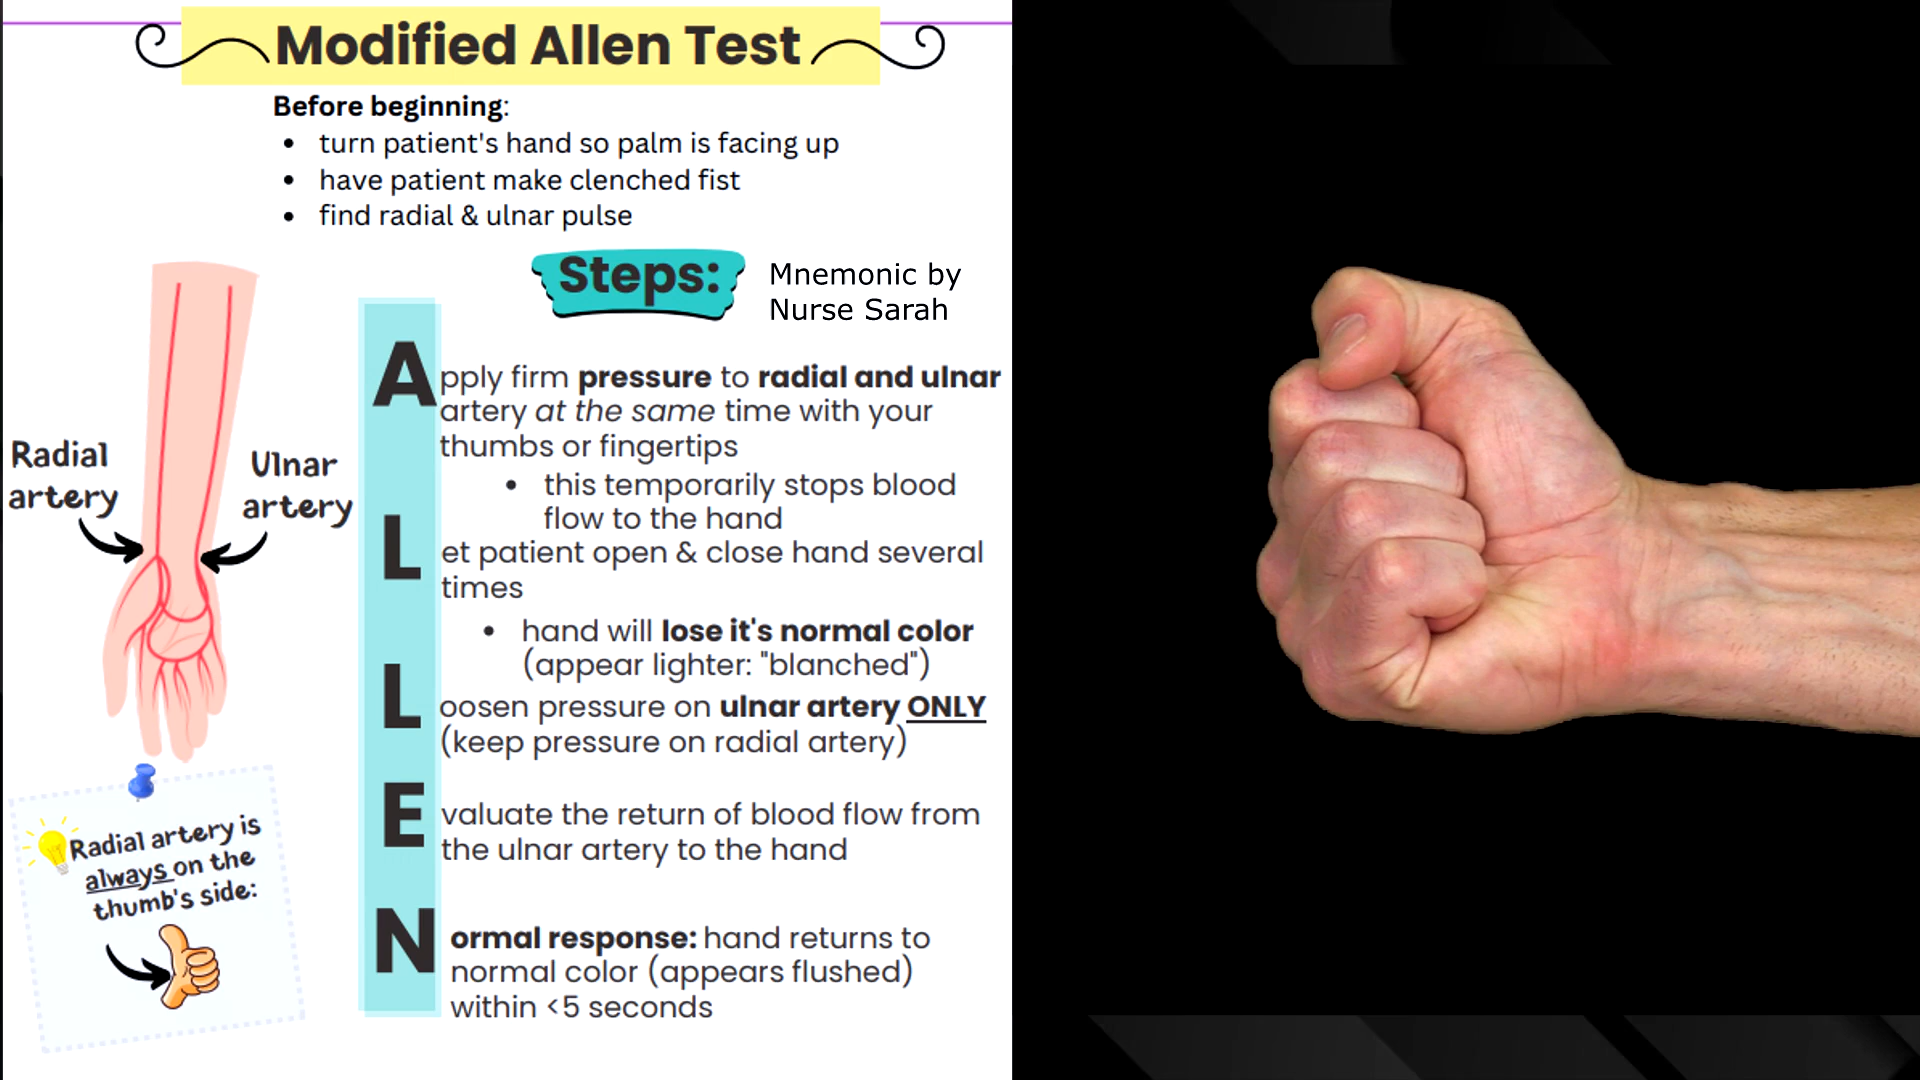 Modified Allen Test
Before beginning:
• turn patient's hand so palm is facing up
• have patient make clenched fist
• find radial & ulnar pulse
Steps:
Mnemonic by
Nurse Sarah
Apply firm pressure to radial and ulnar
artery at the same time with your
thumbs or fingertips
• this temporarily stops blood
flow to the hand
Let patient open & close hand several
times
• hand will lose it's normal color
(appear lighter: "blanched")
Loosen pressure on ulnar artery ONLY
(keep pressure on radial artery)
Evaluate the return of blood flow from
the ulnar artery to the hand
Normal response: hand returns to
normal color (appears flushed)
within <5 seconds
Radial
artery
Ulnar
artery
Radial artery is
always on the
thumb's side: